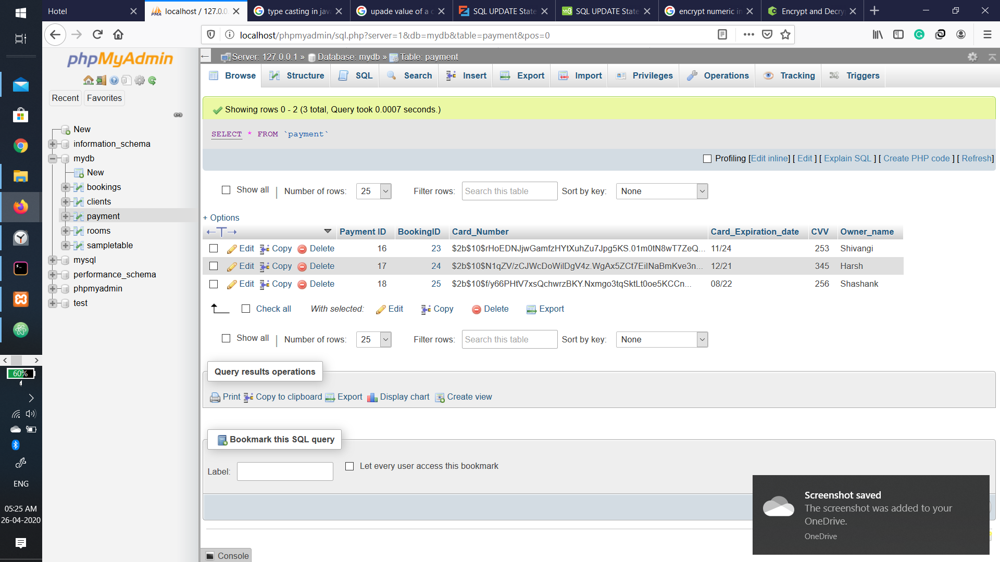 Hotel
localhost / 127.0.0.
type casting in jav
upade value of a c
SQL UPDATE State
SQL UPDATE State
encrypt numeric in
Encrypt and Decry
localhost/phpmyadmin/sql.php?server=1&db=mydb&table=payment&pos=0
phpMyAdmin
Recent
Favorites
New
information_schema
mydb
New
bookings
clients
payment
rooms
sampletable
mysql
performance_schema
phpmyadmin
test
Server: 127.0.0.1 » Database: mydb » Table: payment
Browse
Structure
SQL
Search
Insert
Export
Import
Privileges
Operations
Tracking
Triggers
Showing rows 0 - 2 (3 total, Query took 0.0007 seconds.)
SELECT * FROM `payment`
Profiling [Edit inline] [ Edit ] [ Explain SQL ] [ Create PHP code ] [ Refresh]
Show all | Number of rows: 25 Filter rows: Search this table Sort by key: None
+ Options
←T→ Payment ID BookingID Card_Number Card_Expiration_date CVV Owner_name
Edit Copy Delete 16 23 $2b$10$rHoEDNJjwGamfzHYtXuhZu7Jpg5KS.01m0tN8wT7ZeQ... 11/24 253 Shivangi
Edit Copy Delete 17 24 $2b$10$N1qZV/zCJWcDoWilDgV4z.WgAx5ZCt7EilNaBmKve3n... 12/21 345 Harsh
Edit Copy Delete 18 25 $2b$10$f/y66PHtV7xsQchwrzBKY.Nxmgo3tqSktLt0oe5KCCn... 08/22 256 Shashank
Check all With selected: Edit Copy Delete Export
Show all | Number of rows: 25 Filter rows: Search this table Sort by key: None
Query results operations
Print Copy to clipboard Export Display chart Create view
Bookmark this SQL query
Label: Let every user access this bookmark
Console
60%
ENG
05:25 AM
26-04-2020
Screenshot saved
The screenshot was added to your
OneDrive.
OneDrive